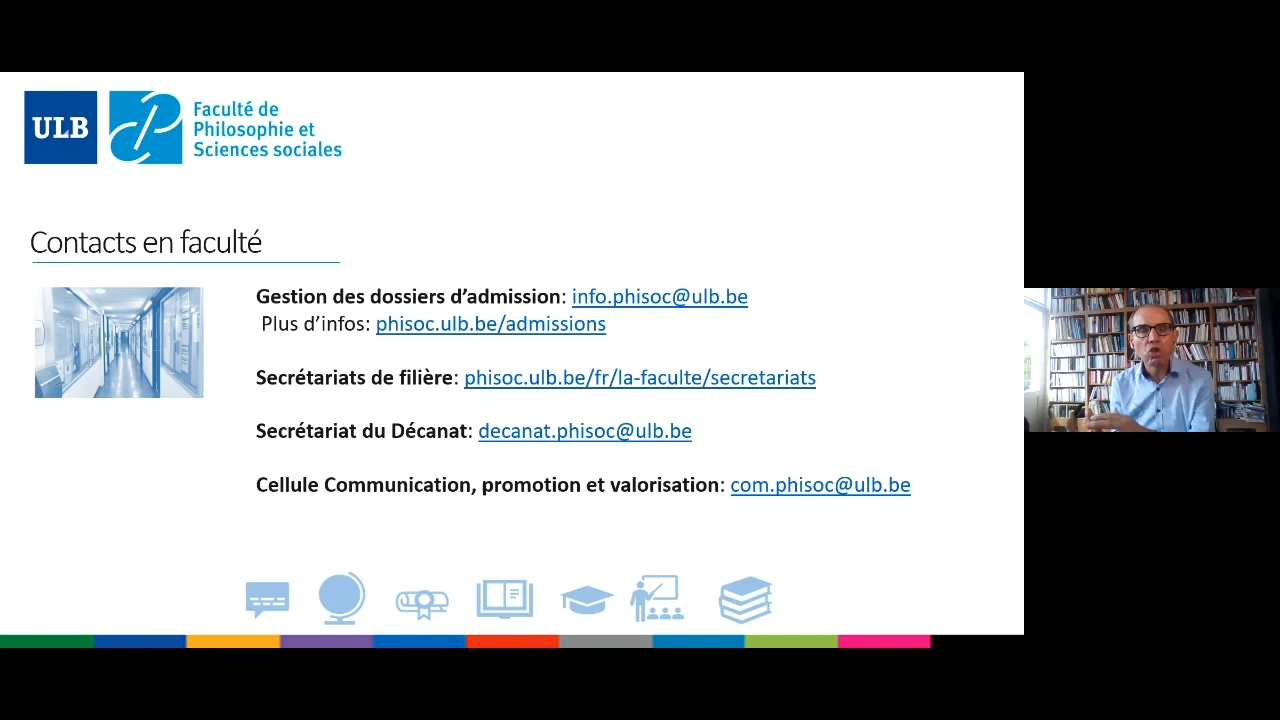 ULB
Faculté de
Philosophie et
Sciences sociales
Contacts en faculté
Gestion des dossiers d’admission: info.phisoc@ulb.be
Plus d’infos: phisoc.ulb.be/admissions
Secrétariats de filière: phisoc.ulb.be/fr/la-faculte/secretariats
Secrétariat du Décanat: decanat.phisoc@ulb.be
Cellule Communication, promotion et valorisation: com.phisoc@ulb.be